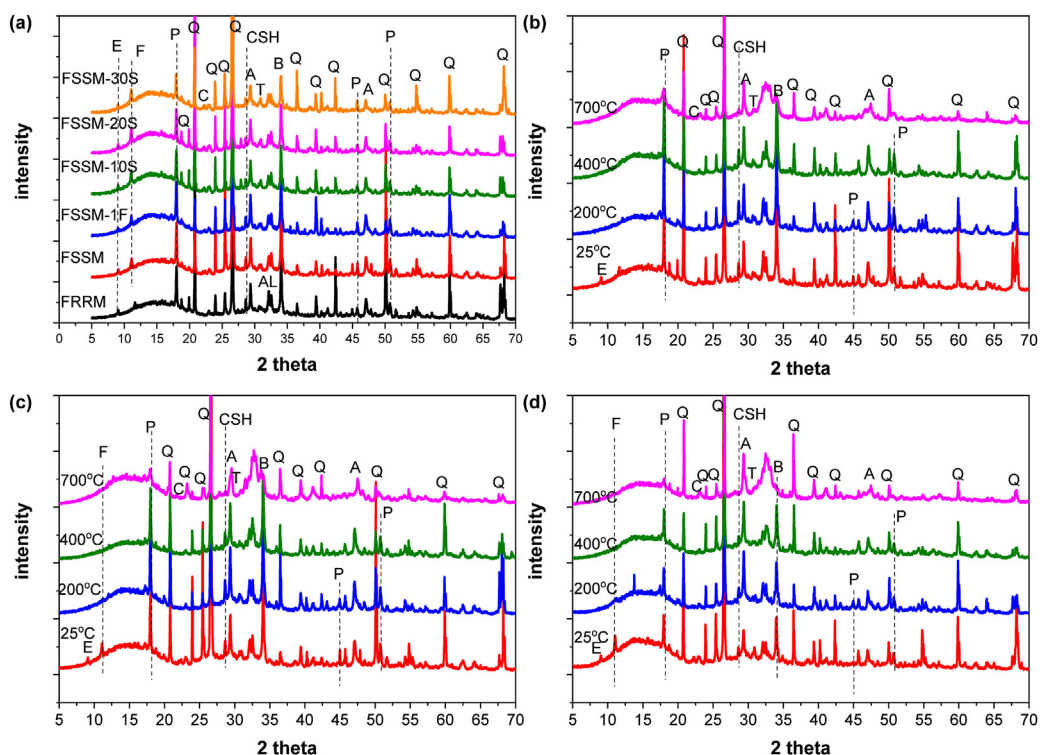 (a)
E F P Q Q Q Q CSH A T B Q Q Q P A Q P Q Q Q
FSSM-30S
C
FSSM-20S
Q
FSSM-10S
FSSM-1F
FSSM
AL
FRRM
intensity
5 10 15 20 25 30 35 40 45 50 55 60 65 70
2 theta
(b)
P Q C Q Q Q CSH A T B Q Q Q A Q Q Q
700ºC
P
400ºC
200ºC
P
25ºC
E
intensity
5 10 15 20 25 30 35 40 45 50 55 60 65 70
2 theta
(c)
F P Q C Q Q Q CSH A T B Q Q Q A Q Q Q
700ºC
P
400ºC
200ºC
P
25ºC
E
intensity
5 10 15 20 25 30 35 40 45 50 55 60 65 70
2 theta
(d)
F P Q C Q Q Q CSH A T B Q Q Q A Q Q Q
700ºC
P
400ºC
200ºC
P
25ºC
E
intensity
5 10 15 20 25 30 35 40 45 50 55 60 65 70
2 theta